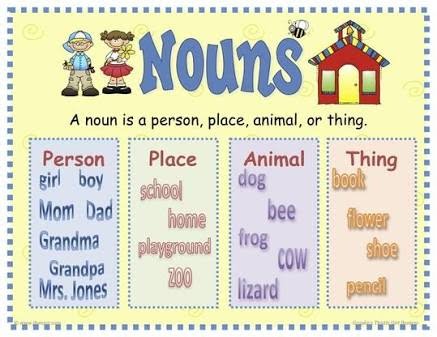 Nouns
A noun is a person, place, animal, or thing.
Person
girl boy
Mom Dad
Grandma
Grandpa
Mrs. Jones
Place
school
home
playground
zoo
Animal
dog
bee
frog
cow
lizard
Thing
book
flower
shoe
pencil